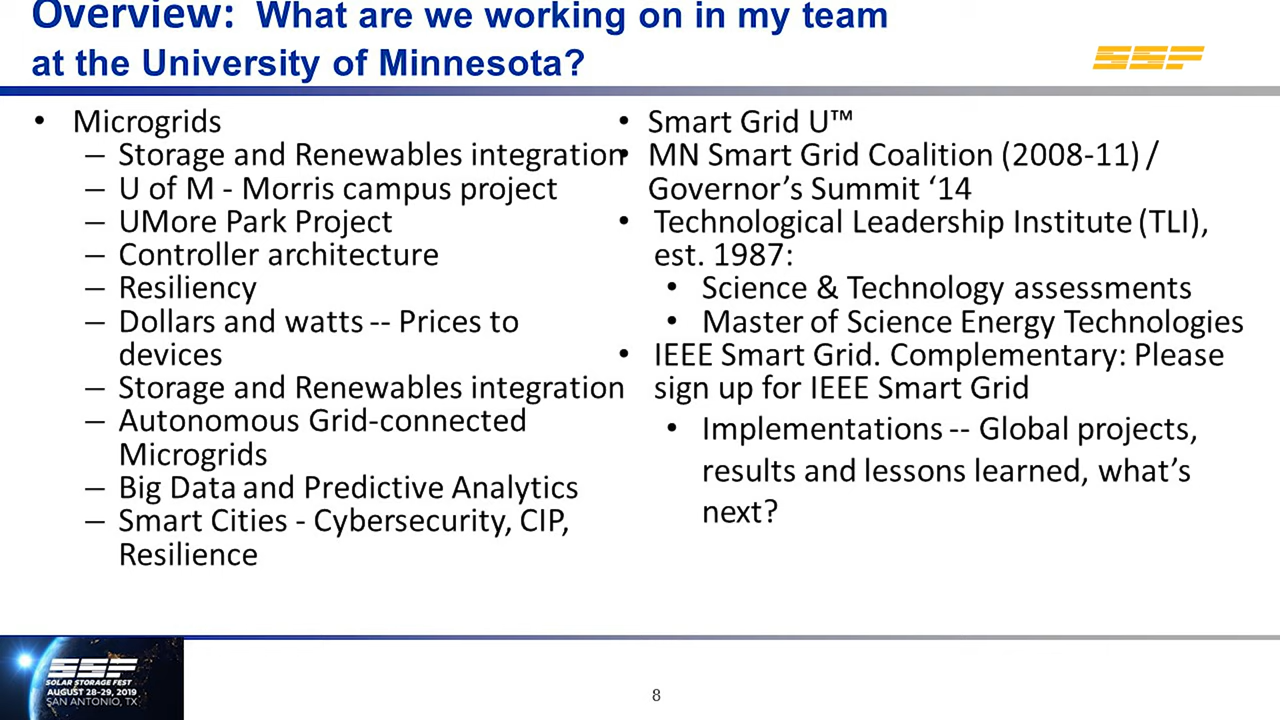 Overview: What are we working on in my team
at the University of Minnesota?
SSF
• Microgrids
– Storage and Renewables integration
– U of M - Morris campus project
– UMore Park Project
– Controller architecture
– Resiliency
– Dollars and watts -- Prices to
devices
– Storage and Renewables integration
– Autonomous Grid-connected
Microgrids
– Big Data and Predictive Analytics
– Smart Cities - Cybersecurity, CIP,
Resilience
• Smart Grid U™
• MN Smart Grid Coalition (2008-11) /
Governor’s Summit ‘14
• Technological Leadership Institute (TLI),
est. 1987:
• Science & Technology assessments
• Master of Science Energy Technologies
• IEEE Smart Grid. Complementary: Please
sign up for IEEE Smart Grid
• Implementations -- Global projects,
results and lessons learned, what’s
next?
SSF
SOLAR STORAGE FEST
AUGUST 28-29, 2019
SAN ANTONIO, TX
8